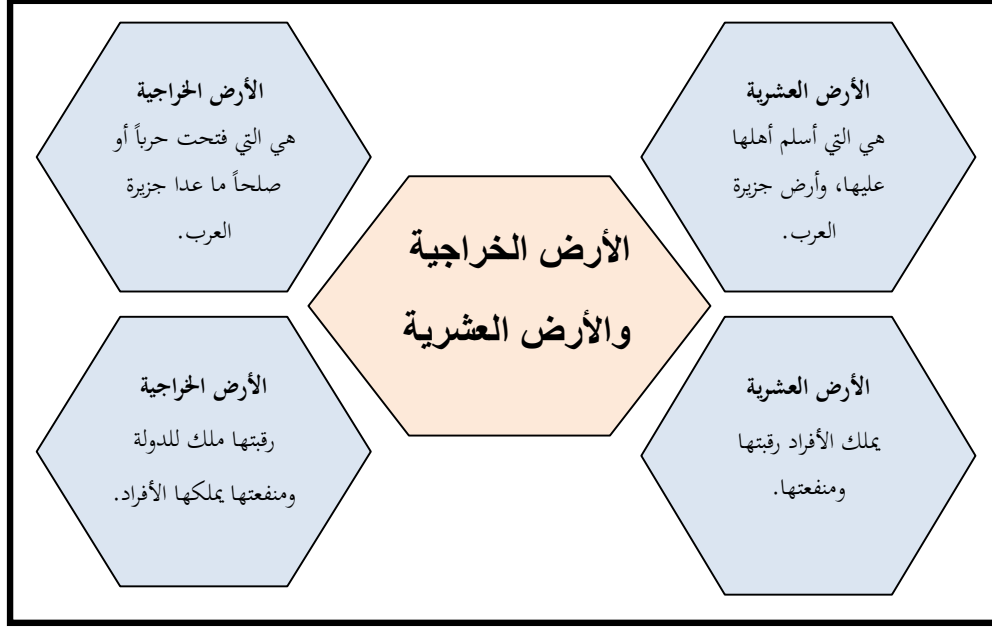 الأرض العشرية
هي التي أسلم أهلها
عليها، وأرض جزيرة
العرب.
الأرض الخراجية
هي التي فتحت حرباً أو
صلحاً ما عدا جزيرة
العرب.
الأرض الخراجية
والأرض العشرية
الأرض العشرية
يملك الأفراد رقبتها
ومنفعتها.
الأرض الخراجية
رقبتها ملك للدولة
ومنفعتها يملكها الأفراد.